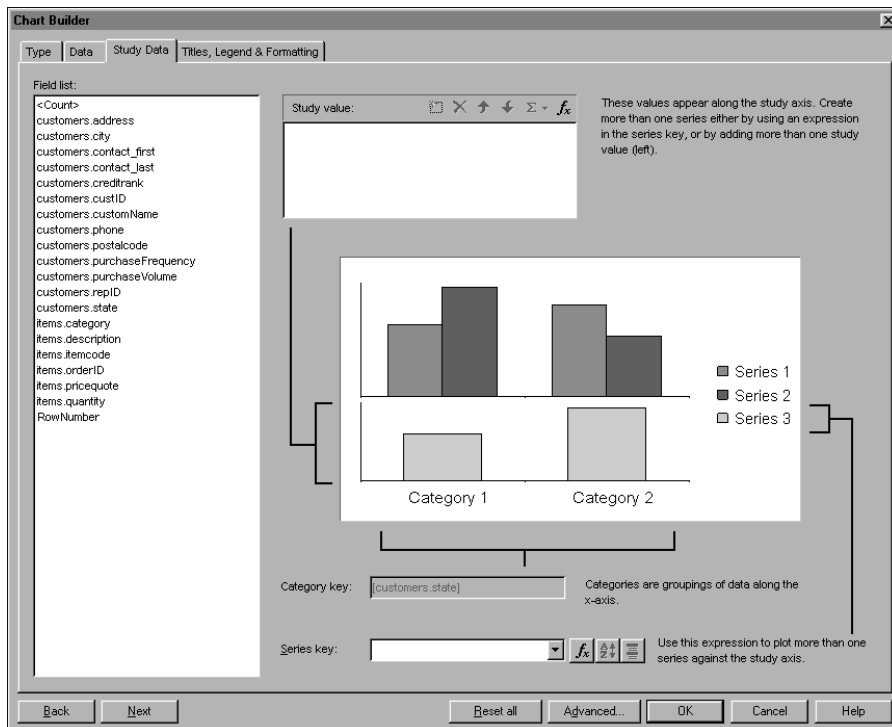 Chart Builder
Type
Data
Study Data
Titles, Legend & Formatting
Field list:
<Count>
customers.address
customers.city
customers.contact_first
customers.contact_last
customers.creditrank
customers.custID
customers.customName
customers.phone
customers.postalcode
customers.purchaseFrequency
customers.purchaseVolume
customers.repID
customers.state
items.category
items.description
items.itemcode
items.orderID
items.pricequote
items.quantity
RowNumber
Study value:
Σ
fx
These values appear along the study axis. Create
more than one series either by using an expression
in the series key, or by adding more than one study
value (left).
Series 1
Series 2
Series 3
Category 1
Category 2
Category key:
[customers.state]
Categories are groupings of data along the
x-axis.
Series key:
fx
A
Z
Use this expression to plot more than one
series against the study axis.
Back
Next
Reset all
Advanced...
OK
Cancel
Help